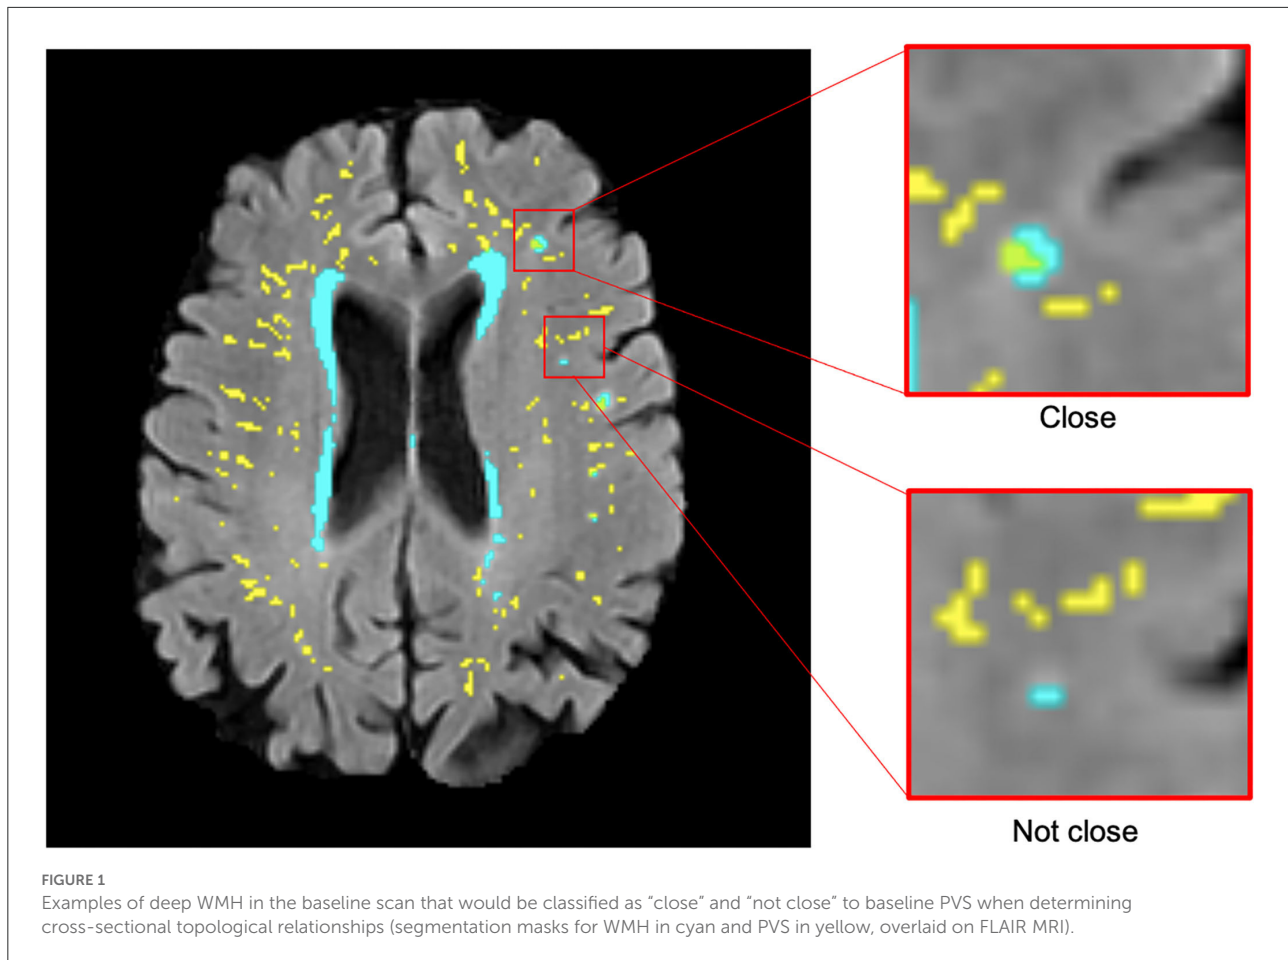 Close
Not close
FIGURE 1
Examples of deep WMH in the baseline scan that would be classified as “close” and “not close” to baseline PVS when determining
cross-sectional topological relationships (segmentation masks for WMH in cyan and PVS in yellow, overlaid on FLAIR MRI).